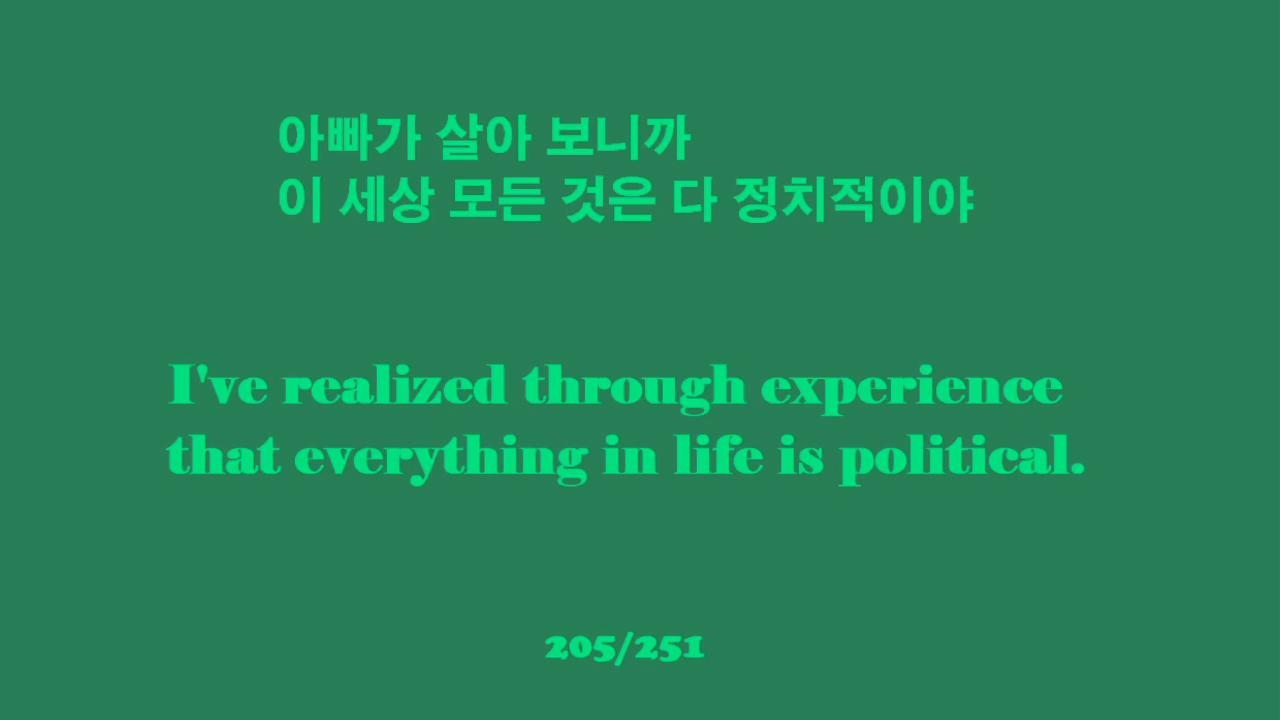 아빠가 살아 보니까
이 세상 모든 것은 다 정치적이야
I've realized through experience
that everything in life is political.
205/251